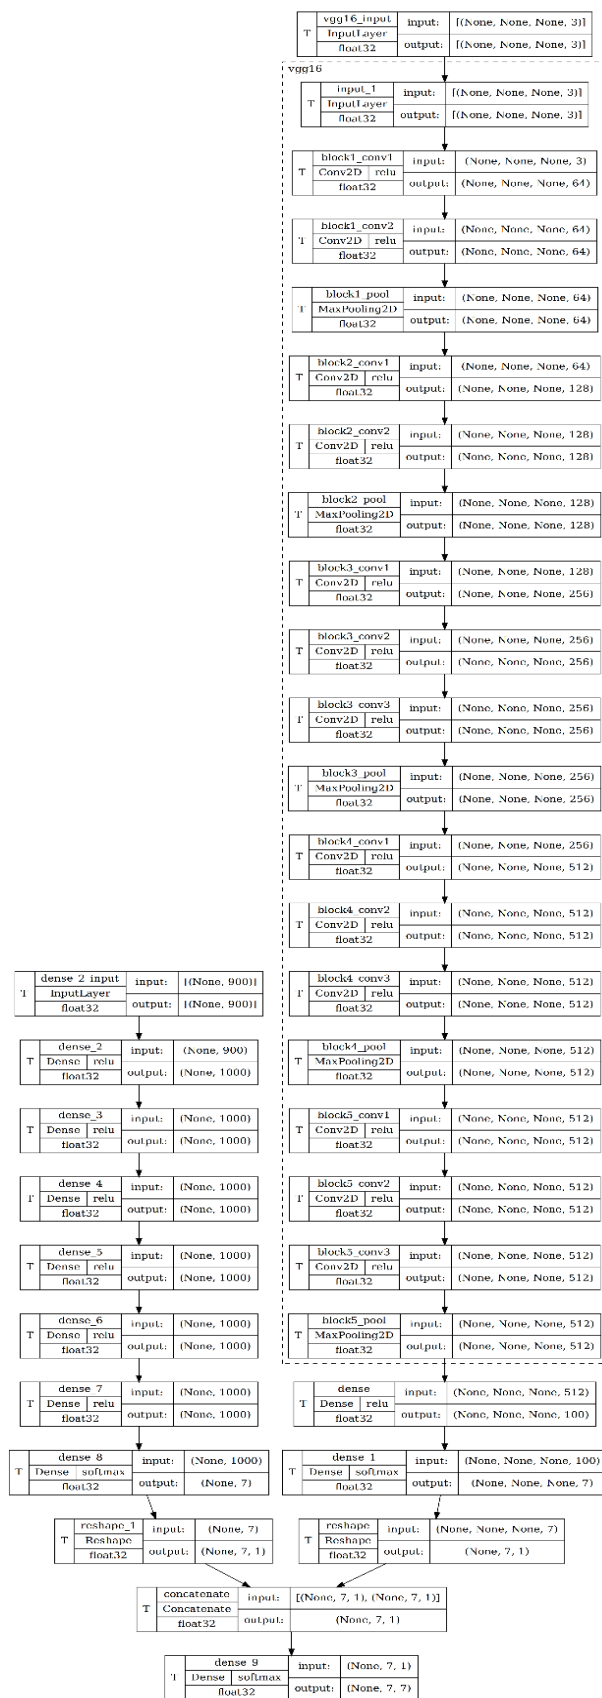 T vgg16_input InputLayer float32 input: [(None, None, None, 3)] output: [(None, None, None, 3)]
vgg16
T input_1 InputLayer float32 input: [(None, None, None, 3)] output: [(None, None, None, 3)]
T block1_conv1 Conv2D relu float32 input: (None, None, None, 3) output: (None, None, None, 64)
T block1_conv2 Conv2D relu float32 input: (None, None, None, 64) output: (None, None, None, 64)
T block1_pool MaxPooling2D float32 input: (None, None, None, 64) output: (None, None, None, 64)
T block2_conv1 Conv2D relu float32 input: (None, None, None, 64) output: (None, None, None, 128)
T block2_conv2 Conv2D relu float32 input: (None, None, None, 128) output: (None, None, None, 128)
T block2_pool MaxPooling2D float32 input: (None, None, None, 128) output: (None, None, None, 128)
T block3_conv1 Conv2D relu float32 input: (None, None, None, 128) output: (None, None, None, 256)
T block3_conv2 Conv2D relu float32 input: (None, None, None, 256) output: (None, None, None, 256)
T block3_conv3 Conv2D relu float32 input: (None, None, None, 256) output: (None, None, None, 256)
T block3_pool MaxPooling2D float32 input: (None, None, None, 256) output: (None, None, None, 256)
T block4_conv1 Conv2D relu float32 input: (None, None, None, 256) output: (None, None, None, 512)
T block4_conv2 Conv2D relu float32 input: (None, None, None, 512) output: (None, None, None, 512)
T block4_conv3 Conv2D relu float32 input: (None, None, None, 512) output: (None, None, None, 512)
T block4_pool MaxPooling2D float32 input: (None, None, None, 512) output: (None, None, None, 512)
T block5_conv1 Conv2D relu float32 input: (None, None, None, 512) output: (None, None, None, 512)
T block5_conv2 Conv2D relu float32 input: (None, None, None, 512) output: (None, None, None, 512)
T block5_conv3 Conv2D relu float32 input: (None, None, None, 512) output: (None, None, None, 512)
T block5_pool MaxPooling2D float32 input: (None, None, None, 512) output: (None, None, None, 512)
T dense Dense relu float32 input: (None, None, None, 512) output: (None, None, None, 100)
T dense_1 Dense softmax float32 input: (None, None, None, 100) output: (None, None, None, 7)
T reshape Reshape float32 input: (None, None, None, 7) output: (None, 7, 1)
T dense_2_input InputLayer float32 input: [(None, 900)] output: [(None, 900)]
T dense_2 Dense relu float32 input: (None, 900) output: (None, 1000)
T dense_3 Dense relu float32 input: (None, 1000) output: (None, 1000)
T dense_4 Dense relu float32 input: (None, 1000) output: (None, 1000)
T dense_5 Dense relu float32 input: (None, 1000) output: (None, 1000)
T dense_6 Dense relu float32 input: (None, 1000) output: (None, 1000)
T dense_7 Dense relu float32 input: (None, 1000) output: (None, 1000)
T dense_8 Dense softmax float32 input: (None, 1000) output: (None, 7)
T reshape_1 Reshape float32 input: (None, 7) output: (None, 7, 1)
T concatenate Concatenate float32 input: [(None, 7, 1), (None, 7, 1)] output: (None, 7, 1)
T dense_9 Dense softmax float32 input: (None, 7, 1) output: (None, 7, 7)